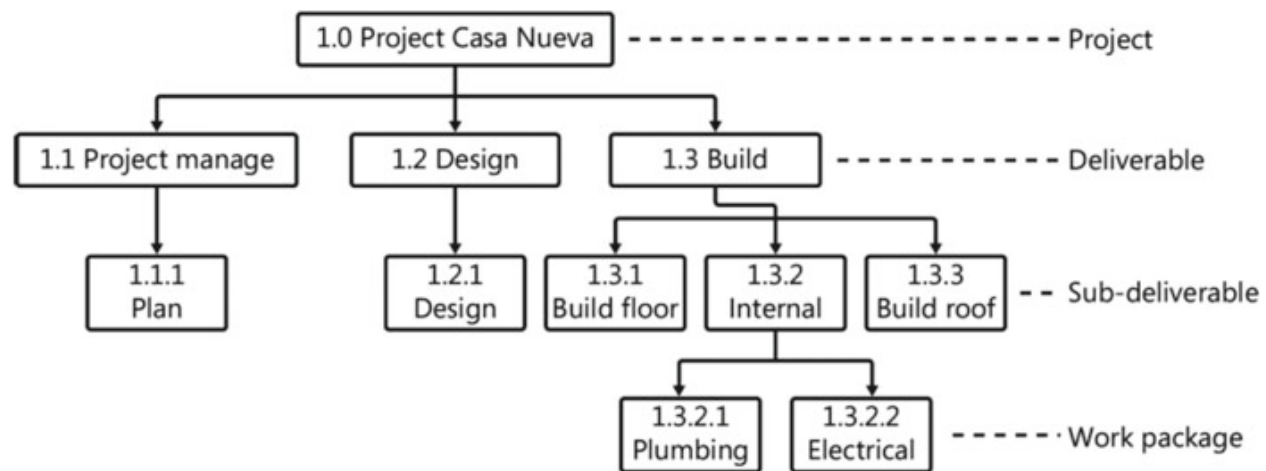 1.0 Project Casa Nueva
Project
1.1 Project manage
1.2 Design
1.3 Build
Deliverable
1.1.1
Plan
1.2.1
Design
1.3.1
Build floor
1.3.2
Internal
1.3.3
Build roof
Sub-deliverable
1.3.2.1
Plumbing
1.3.2.2
Electrical
Work package